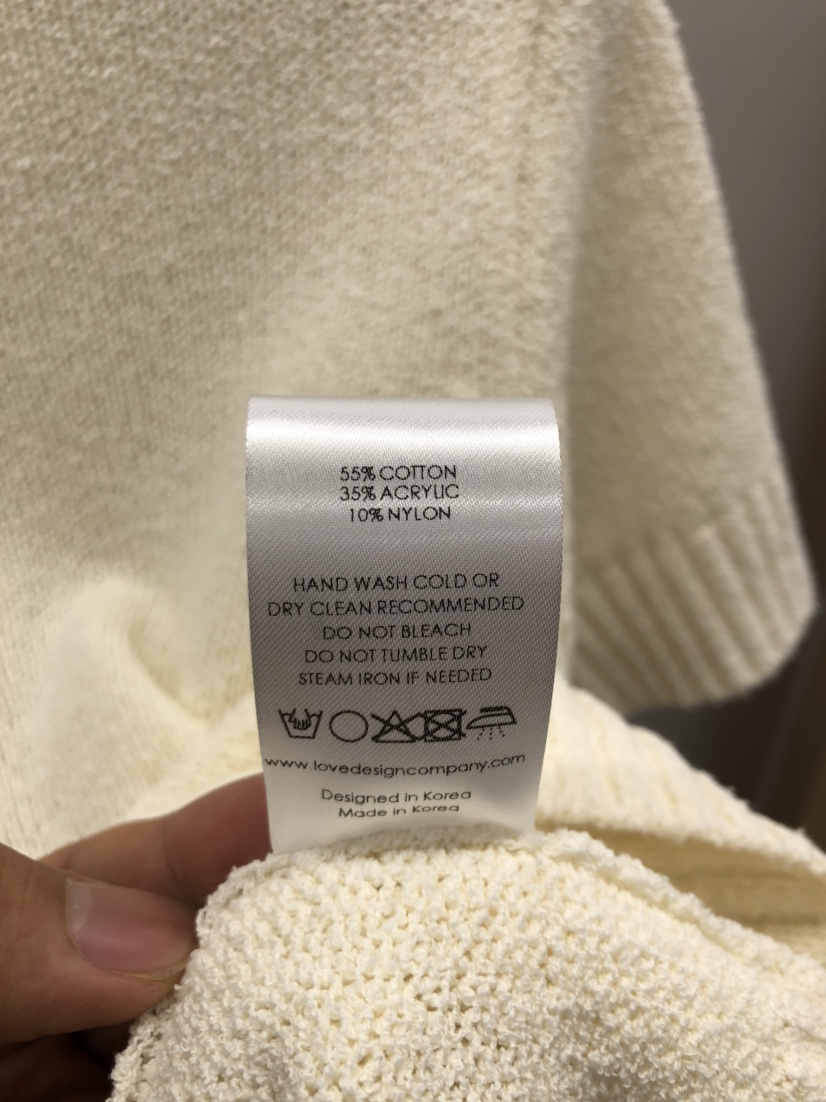 55% COTTON
35% ACRYLIC
10% NYLON
HAND WASH COLD OR
DRY CLEAN RECOMMENDED
DO NOT BLEACH
DO NOT TUMBLE DRY
STEAM IRON IF NEEDED
www.lovedesigncompany.com
Designed in Korea
Made in Korea